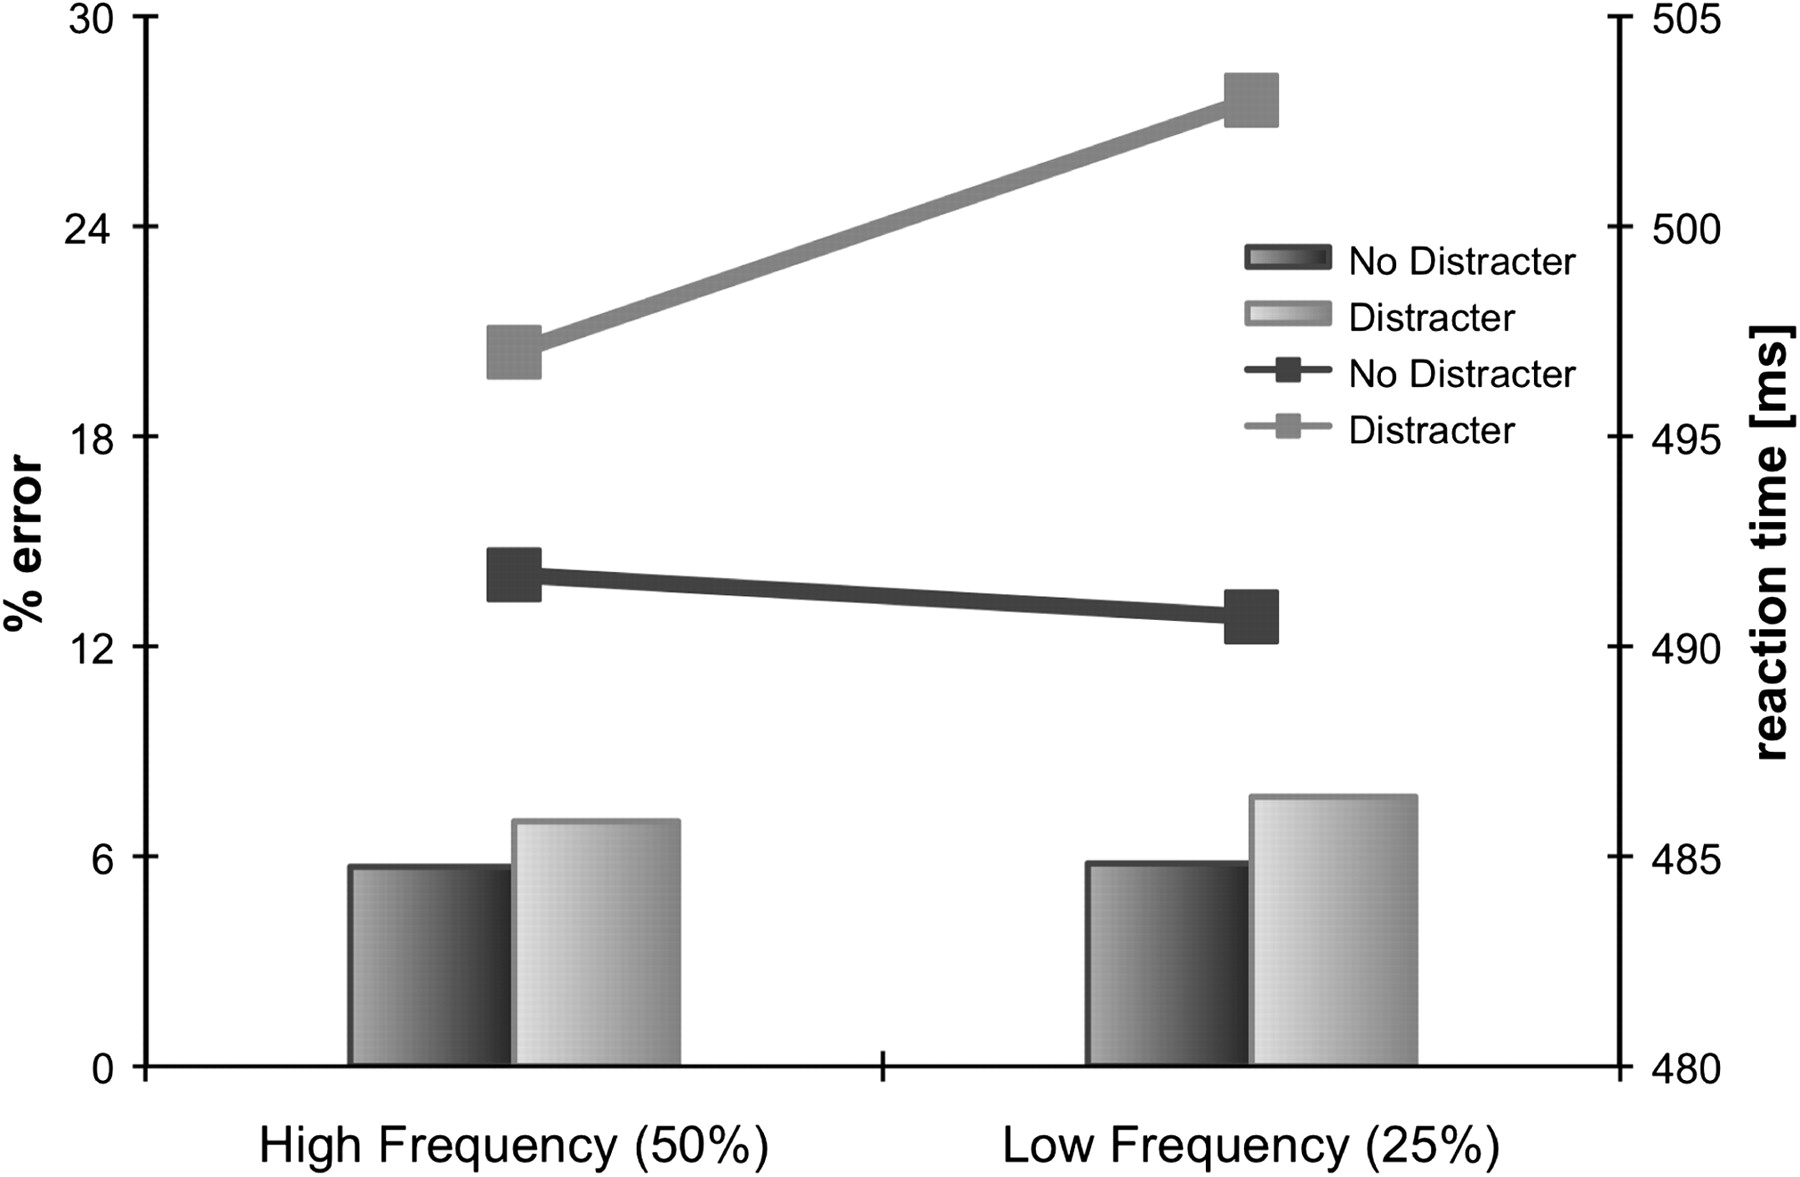 30
24
18
12
6
0
% error
505
500
495
490
485
480
reaction time [ms]
No Distracter
Distracter
No Distracter
Distracter
High Frequency (50%)
Low Frequency (25%)